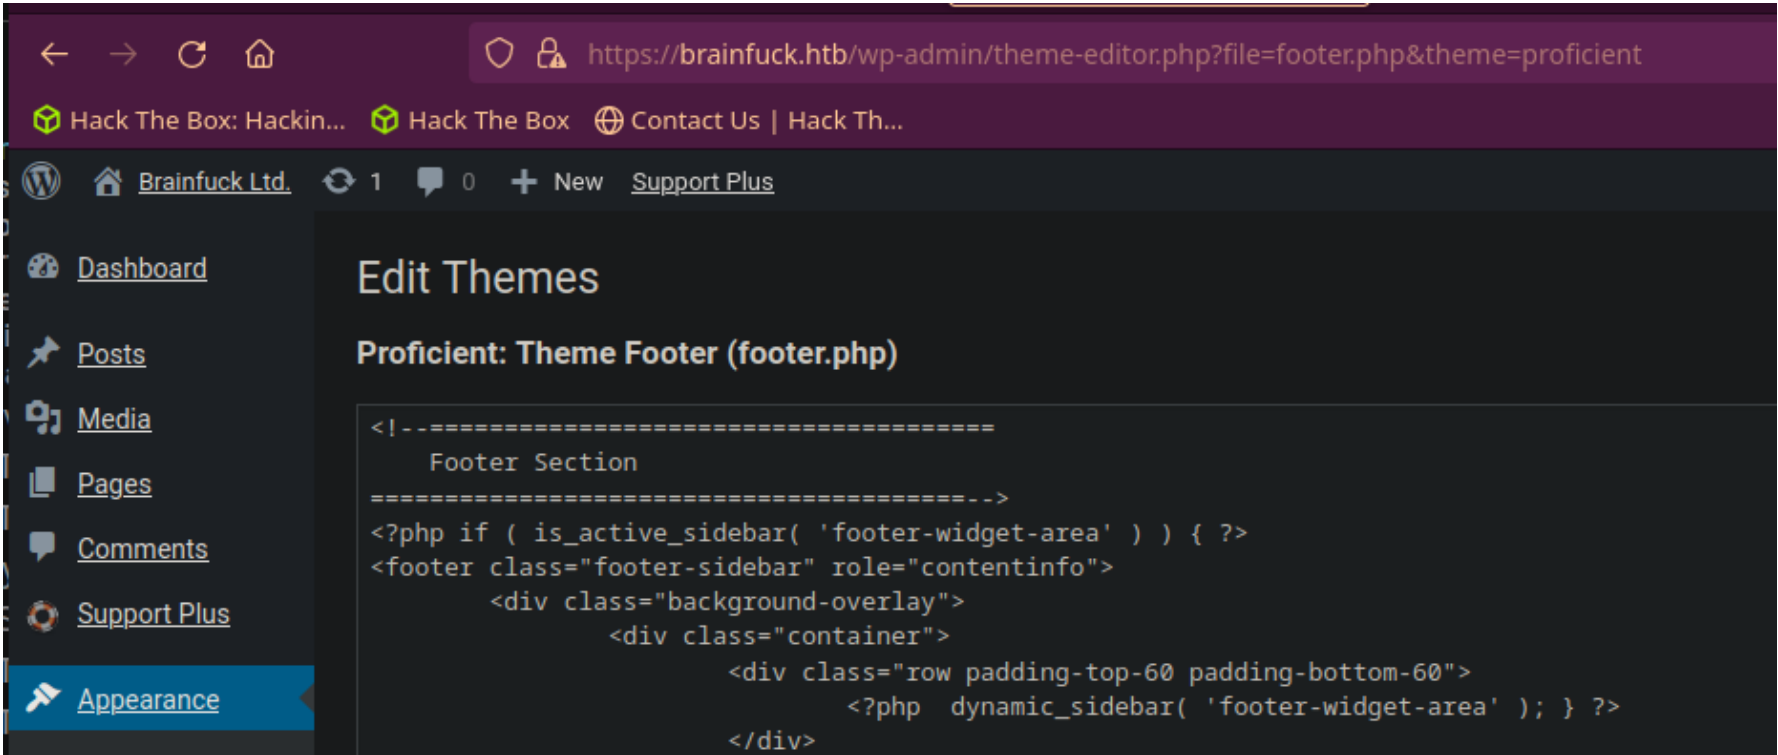 https://brainfuck.htb/wp-admin/theme-editor.php?file=footer.php&theme=proficient
Hack The Box: Hackin... Hack The Box Contact Us | Hack Th...
Brainfuck Ltd. 1 0 New Support Plus
Dashboard
Posts
Media
Pages
Comments
Support Plus
Appearance
Edit Themes
Proficient: Theme Footer (footer.php)
<!--======================================
    Footer Section
========================================-->
<?php if ( is_active_sidebar( 'footer-widget-area' ) ) { ?>
<footer class="footer-sidebar" role="contentinfo">
        <div class="background-overlay">
                <div class="container">
                        <div class="row padding-top-60 padding-bottom-60">
                                <?php  dynamic_sidebar( 'footer-widget-area' ); } ?>
                        </div>